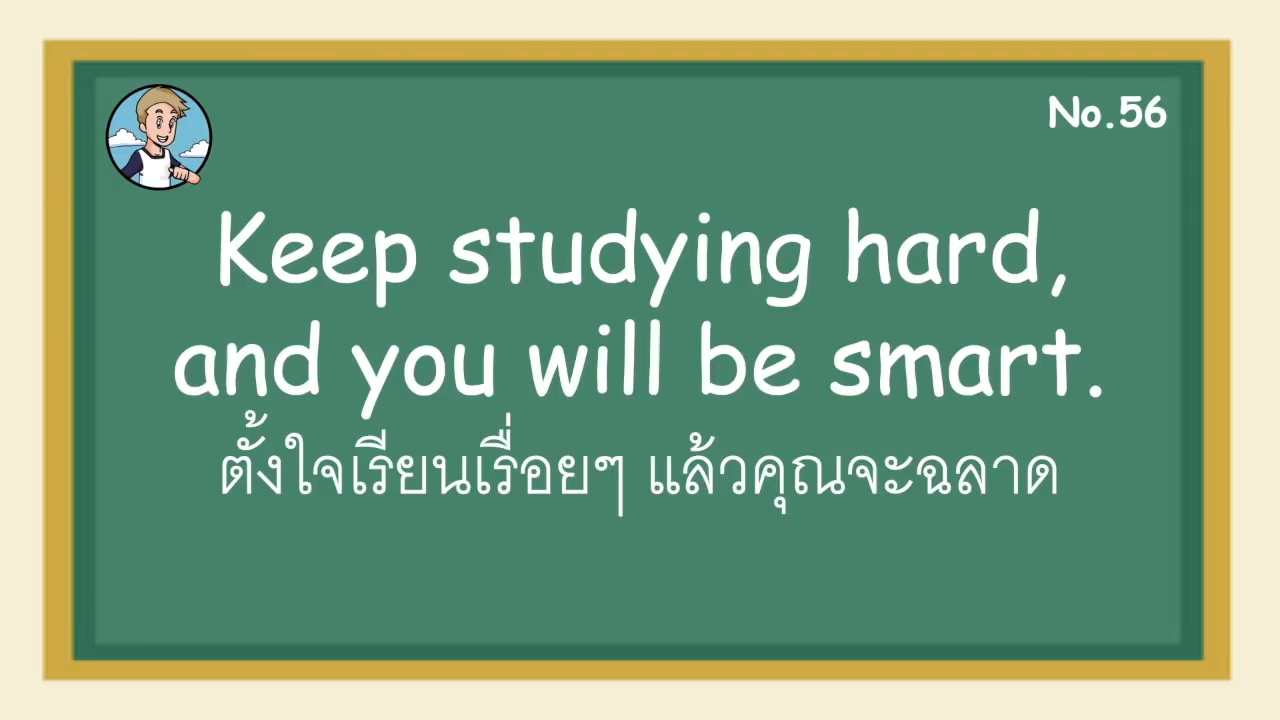 No.56
Keep studying hard,
and you will be smart.
ตั้งใจเรียนเรื่อยๆ แล้วคุณจะฉลาด